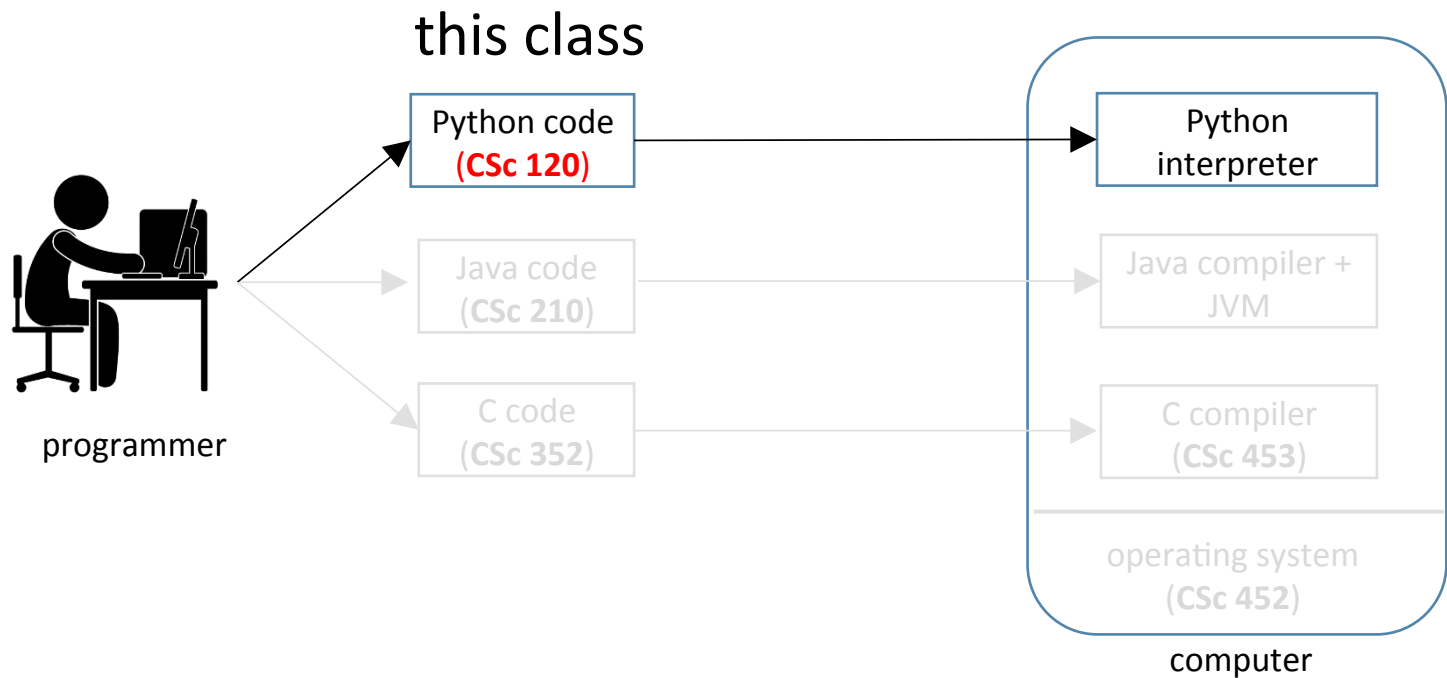 this class
Python code
(CSc 120)
Python
interpreter
Java code
(CSc 210)
Java compiler +
JVM
C code
(CSc 352)
C compiler
(CSc 453)
programmer
operating system
(CSc 452)
computer